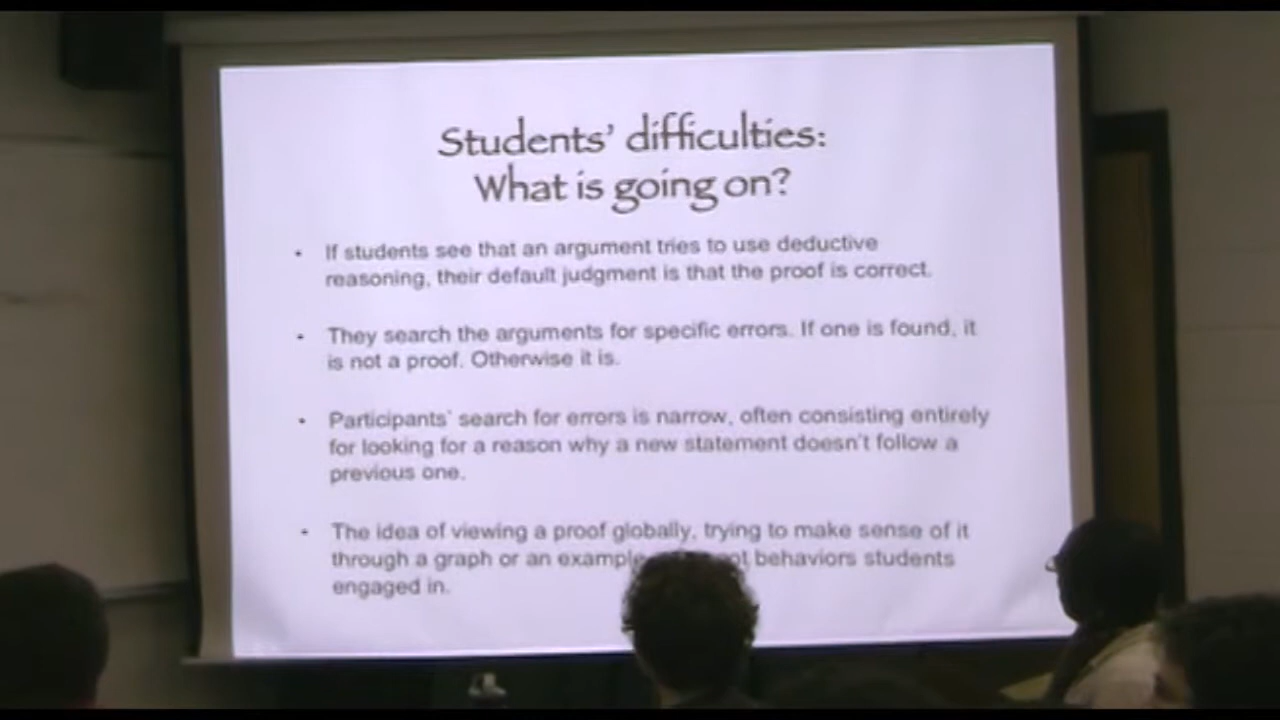 Students' difficulties:
What is going on?
• If students see that an argument tries to use deductive
reasoning, their default judgment is that the proof is correct.
• They search the arguments for specific errors. If one is found, it
is not a proof. Otherwise it is.
• Participants' search for errors is narrow, often consisting entirely
for looking for a reason why a new statement doesn't follow a
previous one.
• The idea of viewing a proof globally, trying to make sense of it
through a graph or an example behaviors students
engaged in.